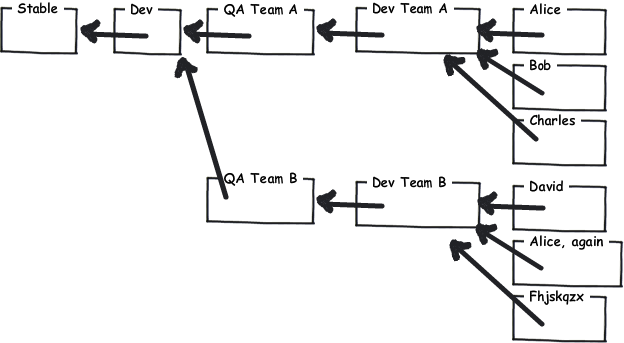 Stable
Dev
QA Team A
Dev Team A
Alice
Bob
Charles
QA Team B
Dev Team B
David
Alice, again
Fhjskqzx